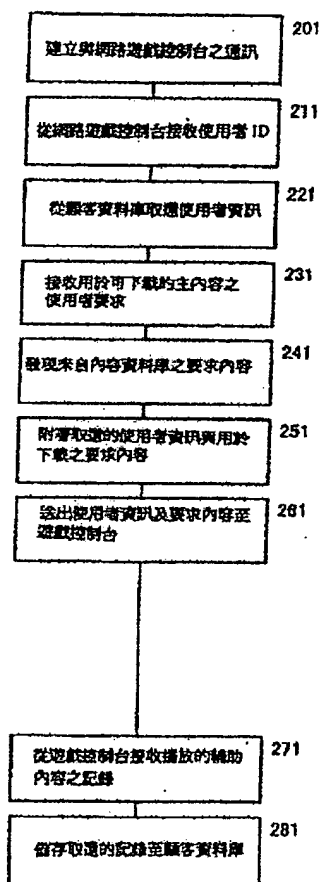 201
建立與網路遊戲控制台之通訊
211
從網路遊戲控制台接收使用者 ID
221
從顧客資料庫取還使用者資訊
231
接收用於可下載的主內容之
使用者要求
241
發現來自內容資料庫之要求內容
251
附著取還的使用者資訊與用於
下載之要求內容
261
送出使用者資訊及要求內容至
遊戲控制台
271
從遊戲控制台接收播放的輔助
內容之記錄
281
儲存取還的記錄至顧客資料庫